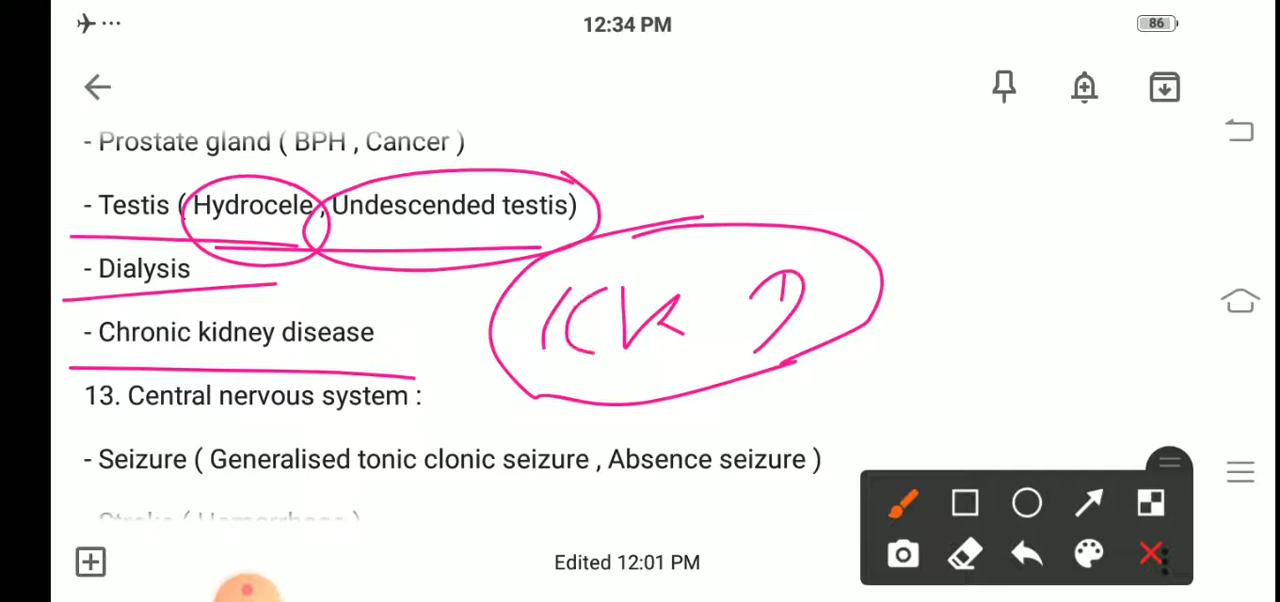 12:34 PM
86
- Prostate gland ( BPH , Cancer )
- Testis ( Hydrocele , Undescended testis)
- Dialysis
- Chronic kidney disease
13. Central nervous system :
- Seizure ( Generalised tonic clonic seizure , Absence seizure )
Edited 12:01 PM